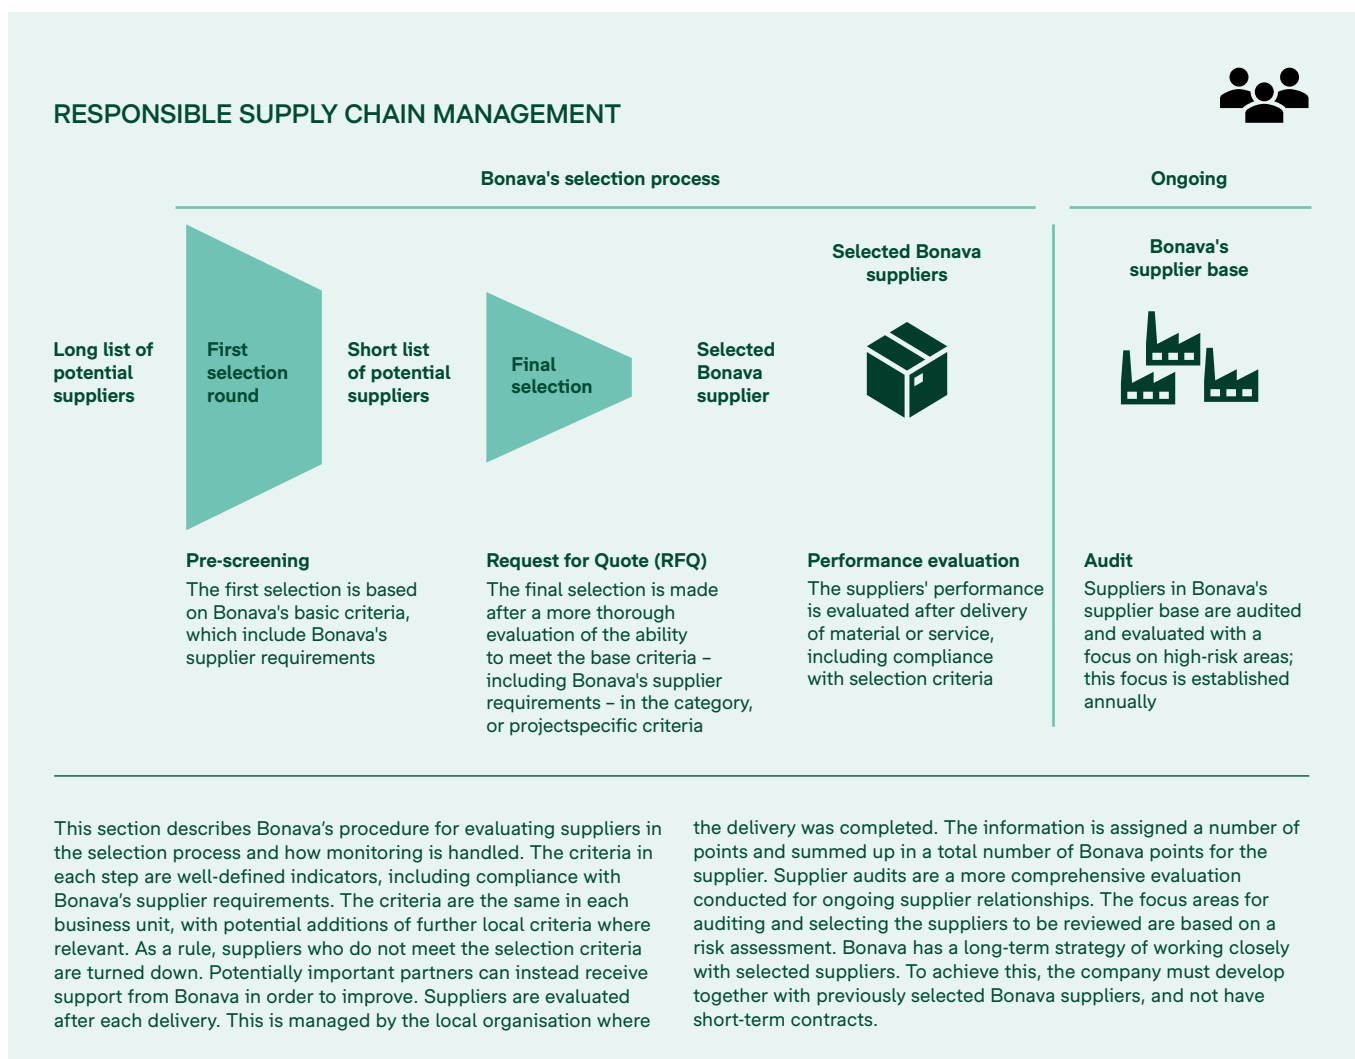 RESPONSIBLE SUPPLY CHAIN MANAGEMENT
Bonava's selection process
Ongoing
Long list of
potential
suppliers
First
selection
round
Short list
of potential
suppliers
Final
selection
Selected
Bonava
supplier
Selected Bonava
suppliers
Bonava's
supplier base
Pre-screening
The first selection is based
on Bonava's basic criteria,
which include Bonava's
supplier requirements
Request for Quote (RFQ)
The final selection is made
after a more thorough
evaluation of the ability
to meet the base criteria –
including Bonava's supplier
requirements – in the category,
or projectspecific criteria
Performance evaluation
The suppliers' performance
is evaluated after delivery
of material or service,
including compliance
with selection criteria
Audit
Suppliers in Bonava's
supplier base are audited
and evaluated with a
focus on high-risk areas;
this focus is established
annually
This section describes Bonava’s procedure for evaluating suppliers in
the selection process and how monitoring is handled. The criteria in
each step are well-defined indicators, including compliance with
Bonava’s supplier requirements. The criteria are the same in each
business unit, with potential additions of further local criteria where
relevant. As a rule, suppliers who do not meet the selection criteria
are turned down. Potentially important partners can instead receive
support from Bonava in order to improve. Suppliers are evaluated
after each delivery. This is managed by the local organisation where
the delivery was completed. The information is assigned a number of
points and summed up in a total number of Bonava points for the
supplier. Supplier audits are a more comprehensive evaluation
conducted for ongoing supplier relationships. The focus areas for
auditing and selecting the suppliers to be reviewed are based on a
risk assessment. Bonava has a long-term strategy of working closely
with selected suppliers. To achieve this, the company must develop
together with previously selected Bonava suppliers, and not have
short-term contracts.